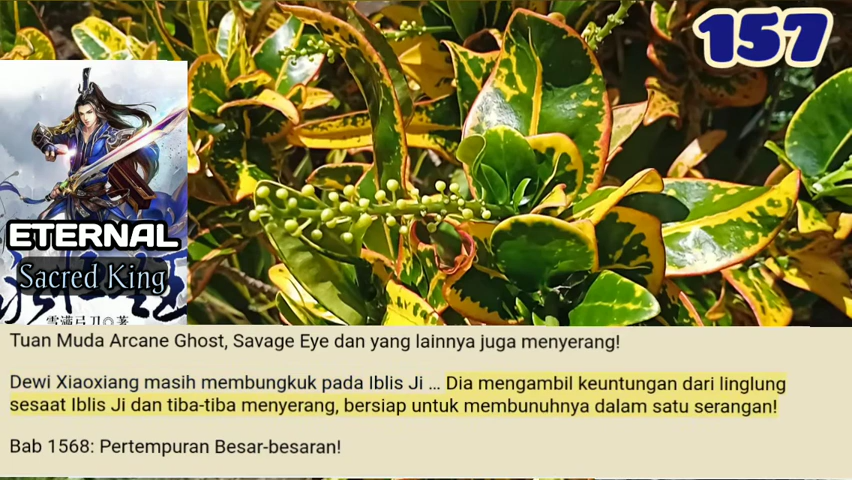 157
ETERNAL
Sacred King
Tuan Muda Arcane Ghost, Savage Eye dan yang lainnya juga menyerang!
Dewi Xiaoxiang masih membungkuk pada Iblis Ji ... Dia mengambil keuntungan dari linglung
sesaat Iblis Ji dan tiba-tiba menyerang, bersiap untuk membunuhnya dalam satu serangan!
Bab 1568: Pertempuran Besar-besaran!